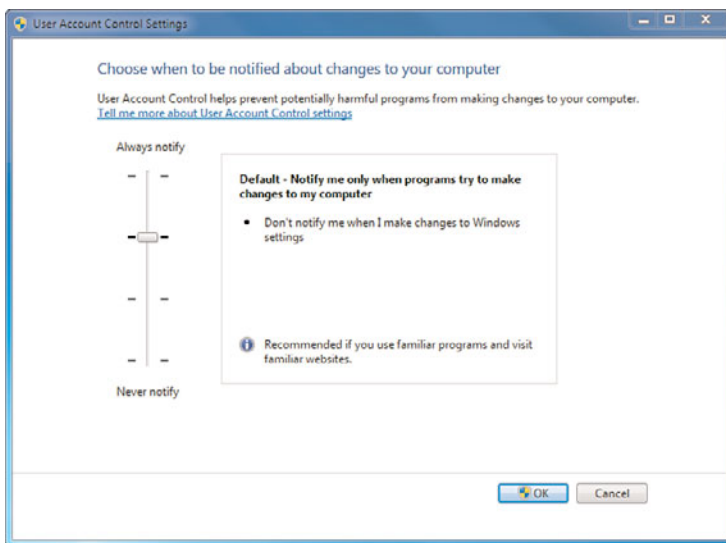 User Account Control Settings
Choose when to be notified about changes to your computer
User Account Control helps prevent potentially harmful programs from making changes to your computer.
Tell me more about User Account Control settings
Always notify
Default - Notify me only when programs try to make
changes to my computer
• Don't notify me when I make changes to Windows
settings
Recommended if you use familiar programs and visit
familiar websites.
Never notify
OK
Cancel